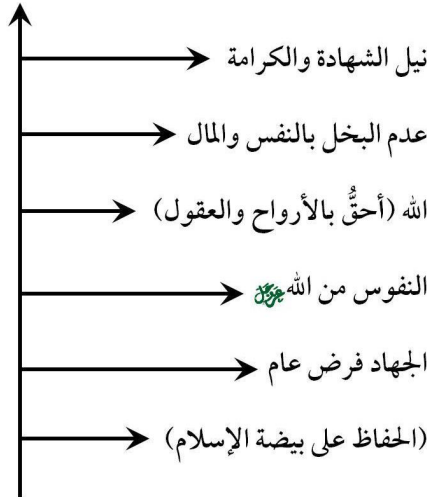 نيل الشهادة والكرامة
عدم البخل بالنفس والمال
الله (أحقُّ بالأرواح والعقول)
النفوس من الله عز وجل
الجهاد فرض عام
(الحفاظ على بيضة الإسلام)